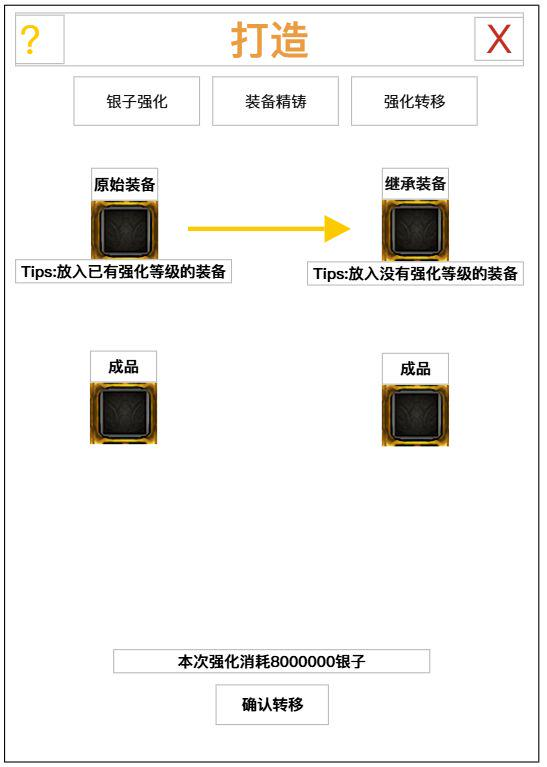 ?
打造
X
银子强化
装备精铸
强化转移
原始装备
继承装备
Tips:放入已有强化等级的装备
Tips:放入没有强化等级的装备
成品
成品
本次强化消耗8000000银子
确认转移